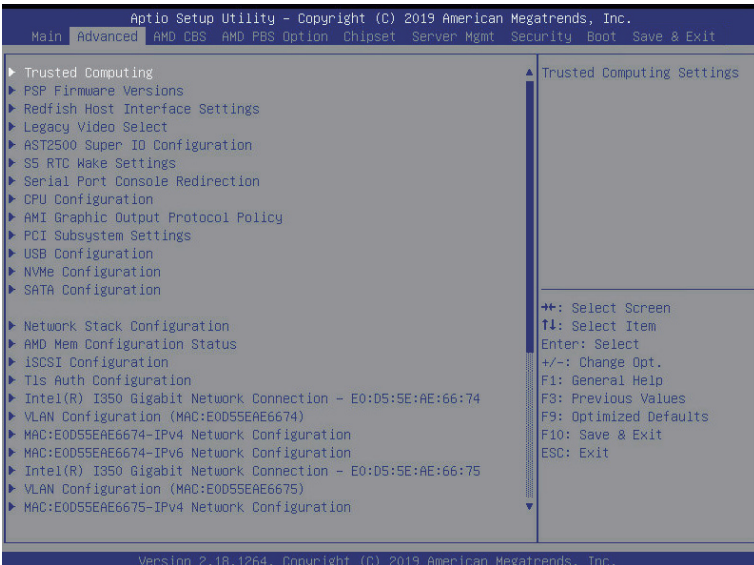 Aptio Setup Utility – Copyright (C) 2019 American Megatrends, Inc.
Main Advanced AMD CBS AMD PBS Option Chipset Server Mgmt Security Boot Save & Exit
Trusted Computing
PSP Firmware Versions
Redfish Host Interface Settings
Legacy Video Select
AST2500 Super IO Configuration
S5 RTC Wake Settings
Serial Port Console Redirection
CPU Configuration
AMI Graphic Output Protocol Policy
PCI Subsystem Settings
USB Configuration
NVMe Configuration
SATA Configuration
Network Stack Configuration
AMD Mem Configuration Status
iSCSI Configuration
Tls Auth Configuration
Intel(R) I350 Gigabit Network Connection – E0:D5:5E:AE:66:74
VLAN Configuration (MAC:E0D55EAE6674)
MAC:E0D55EAE6674-IPv4 Network Configuration
MAC:E0D55EAE6674-IPv6 Network Configuration
Intel(R) I350 Gigabit Network Connection – E0:D5:5E:AE:66:75
VLAN Configuration (MAC:E0D55EAE6675)
MAC:E0D55EAE6675-IPv4 Network Configuration
Trusted Computing Settings
→←: Select Screen
↑↓: Select Item
Enter: Select
+/-: Change Opt.
F1: General Help
F3: Previous Values
F9: Optimized Defaults
F10: Save & Exit
ESC: Exit
Version 2.18.1264. Copyright (C) 2019 American Megatrends, Inc.